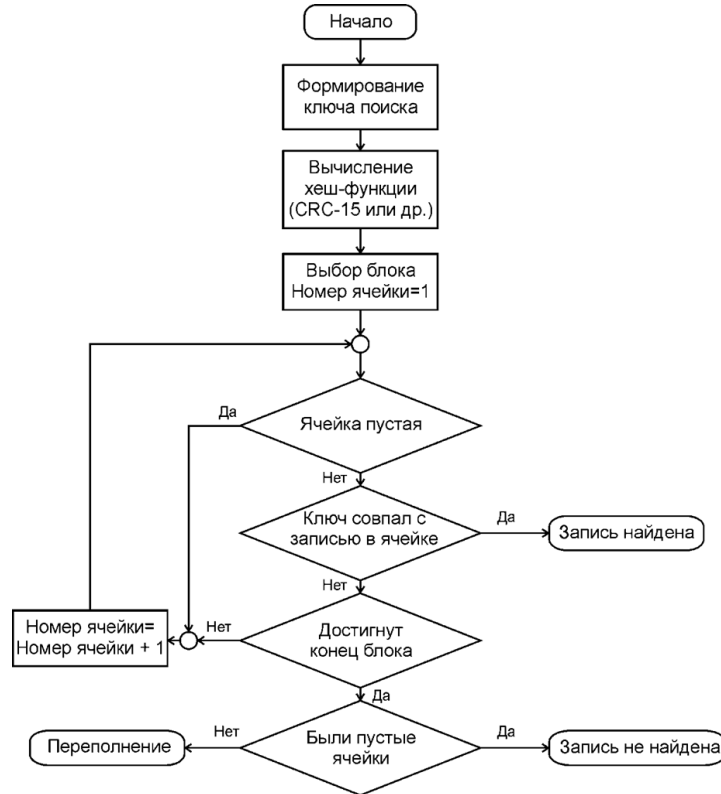 Начало
Формирование
ключа поиска
Вычисление
хеш-функции
(CRC-15 или др.)
Выбор блока
Номер ячейки=1
Да
Ячейка пустая
Нет
Ключ совпал с
записью в ячейке
Да
Запись найдена
Нет
Номер ячейки=
Номер ячейки + 1
Нет
Достигнут
конец блока
Да
Переполнение
Нет
Были пустые
ячейки
Да
Запись не найдена